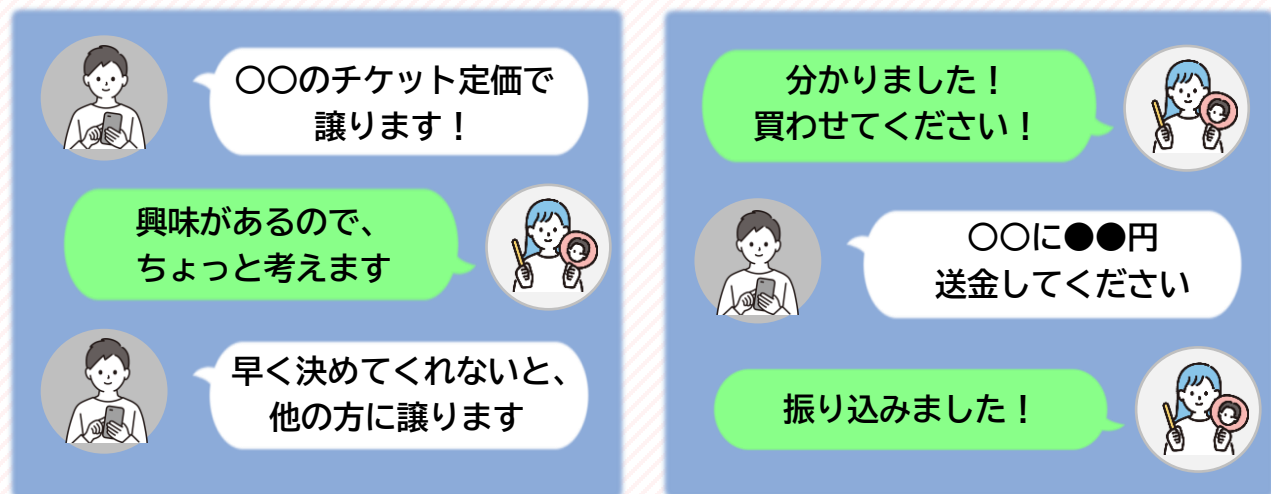 〇〇のチケット定価で
譲ります！
興味があるので、
ちょっと考えます
早く決めてくれないと、
他の方に譲ります
分かりました！
買わせてください！
〇〇に●●円
送金してください
振り込みました！